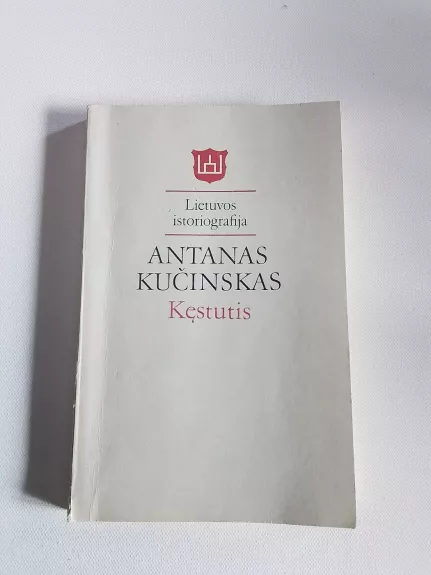 Lietuvos
istoriografija
ANTANAS
KUČINSKAS
Kęstutis